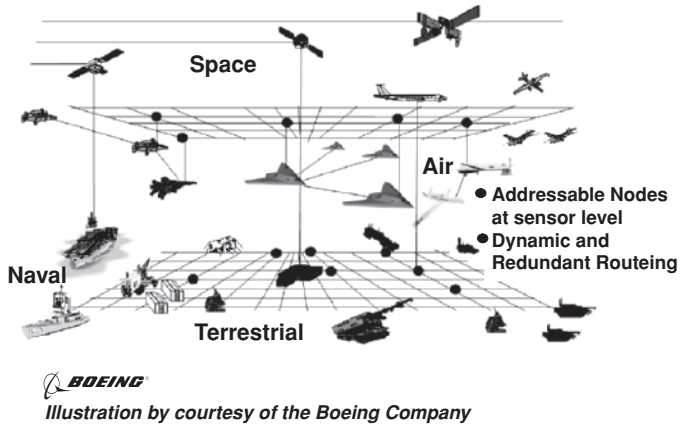 Space
Air
● Addressable Nodes
at sensor level
● Dynamic and
Redundant Routeing
Naval
Terrestrial
BOEING®
Illustration by courtesy of the Boeing Company